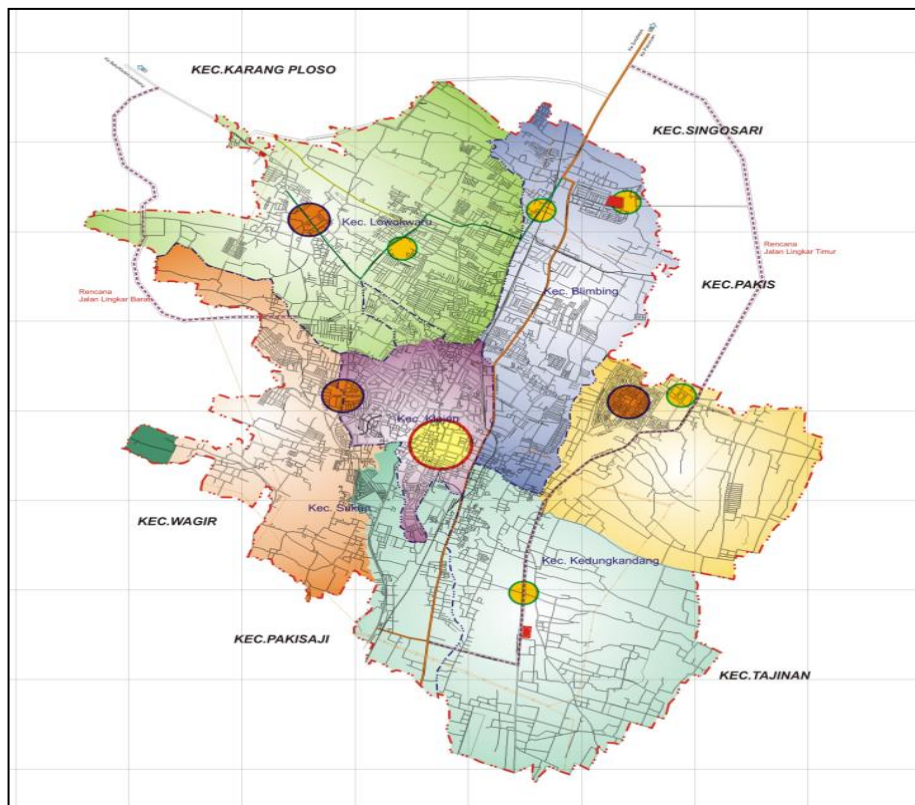 KEC.KARANG PLOSO
KEC.SINGOSARI
Kec. Lowokwaru
Rencana
Jalan Lingkar Timur
KEC.PAKIS
Rencana
Jalan Lingkar Barat
Kec. Blimbing
Kec. Klojen
Kec. Sukun
KEC.WAGIR
Kec. Kedungkandang
KEC.PAKISAJI
KEC.TAJINAN